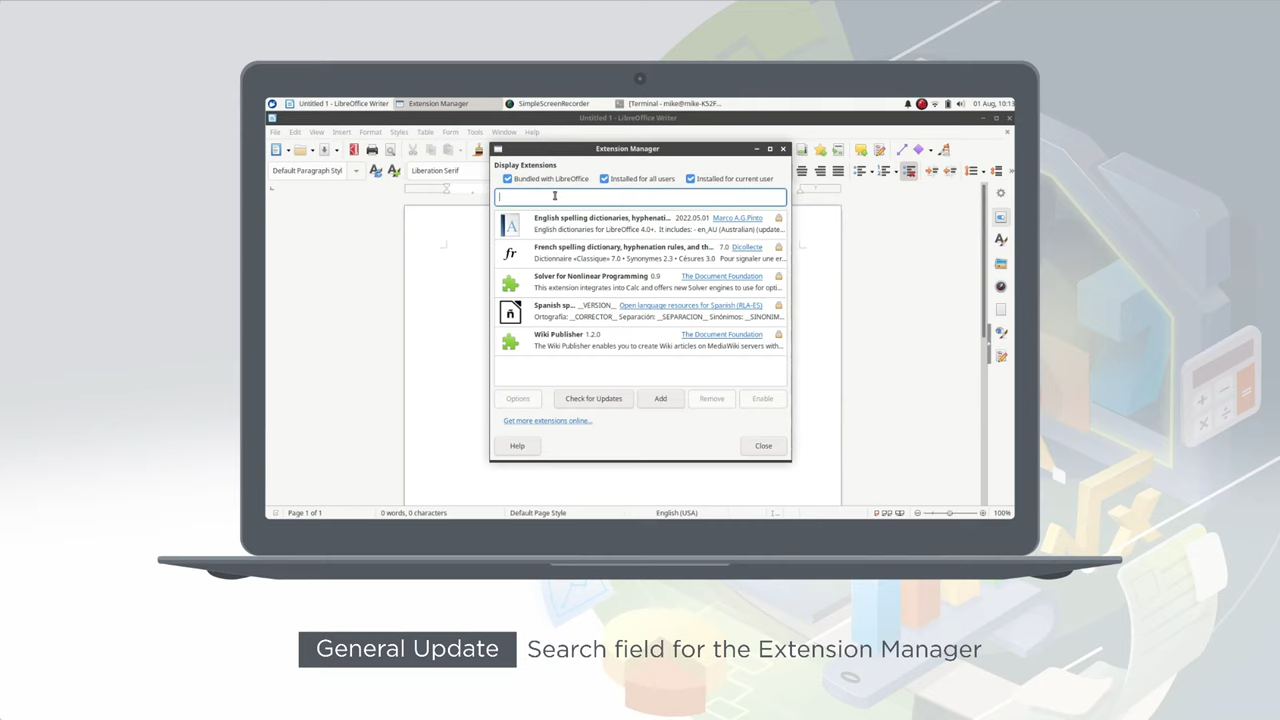 Untitled 1 - LibreOffice Writer Extension Manager SimpleScreenRecorder [Terminal - mike@mike-K52F... 01 Aug, 10:13
Untitled 1 - LibreOffice Writer
File Edit View Insert Format Styles Table Form Tools Window Help
Extension Manager
Default Paragraph Styl Liberation Serif
Display Extensions
Bundled with LibreOffice Installed for all users Installed for current user
English spelling dictionaries, hyphenati... 2022.05.01 Marco A.G.Pinto
English dictionaries for LibreOffice 4.0+. It includes: - en_AU (Australian) (update...
fr French spelling dictionary, hyphenation rules, and th... 7.0 Dicollecte
Dictionnaire «Classique» 7.0 • Synonymes 2.3 • Césures 3.0 Pour signaler une er...
Solver for Nonlinear Programming 0.9 The Document Foundation
This extension integrates into Calc and offers new Solver engines to use for opti...
ñ Spanish sp... __VERSION__ Open language resources for Spanish (RLA-ES)
Ortografía: __CORRECTOR__ Separación: __SEPARACION__ Sinónimos: __SINONIM...
Wiki Publisher 1.2.0 The Document Foundation
The Wiki Publisher enables you to create Wiki articles on MediaWiki servers with...
Options Check for Updates Add Remove Enable
Get more extensions online...
Help Close
Page 1 of 1 0 words, 0 characters Default Page Style English (USA) 100%
General Update Search field for the Extension Manager